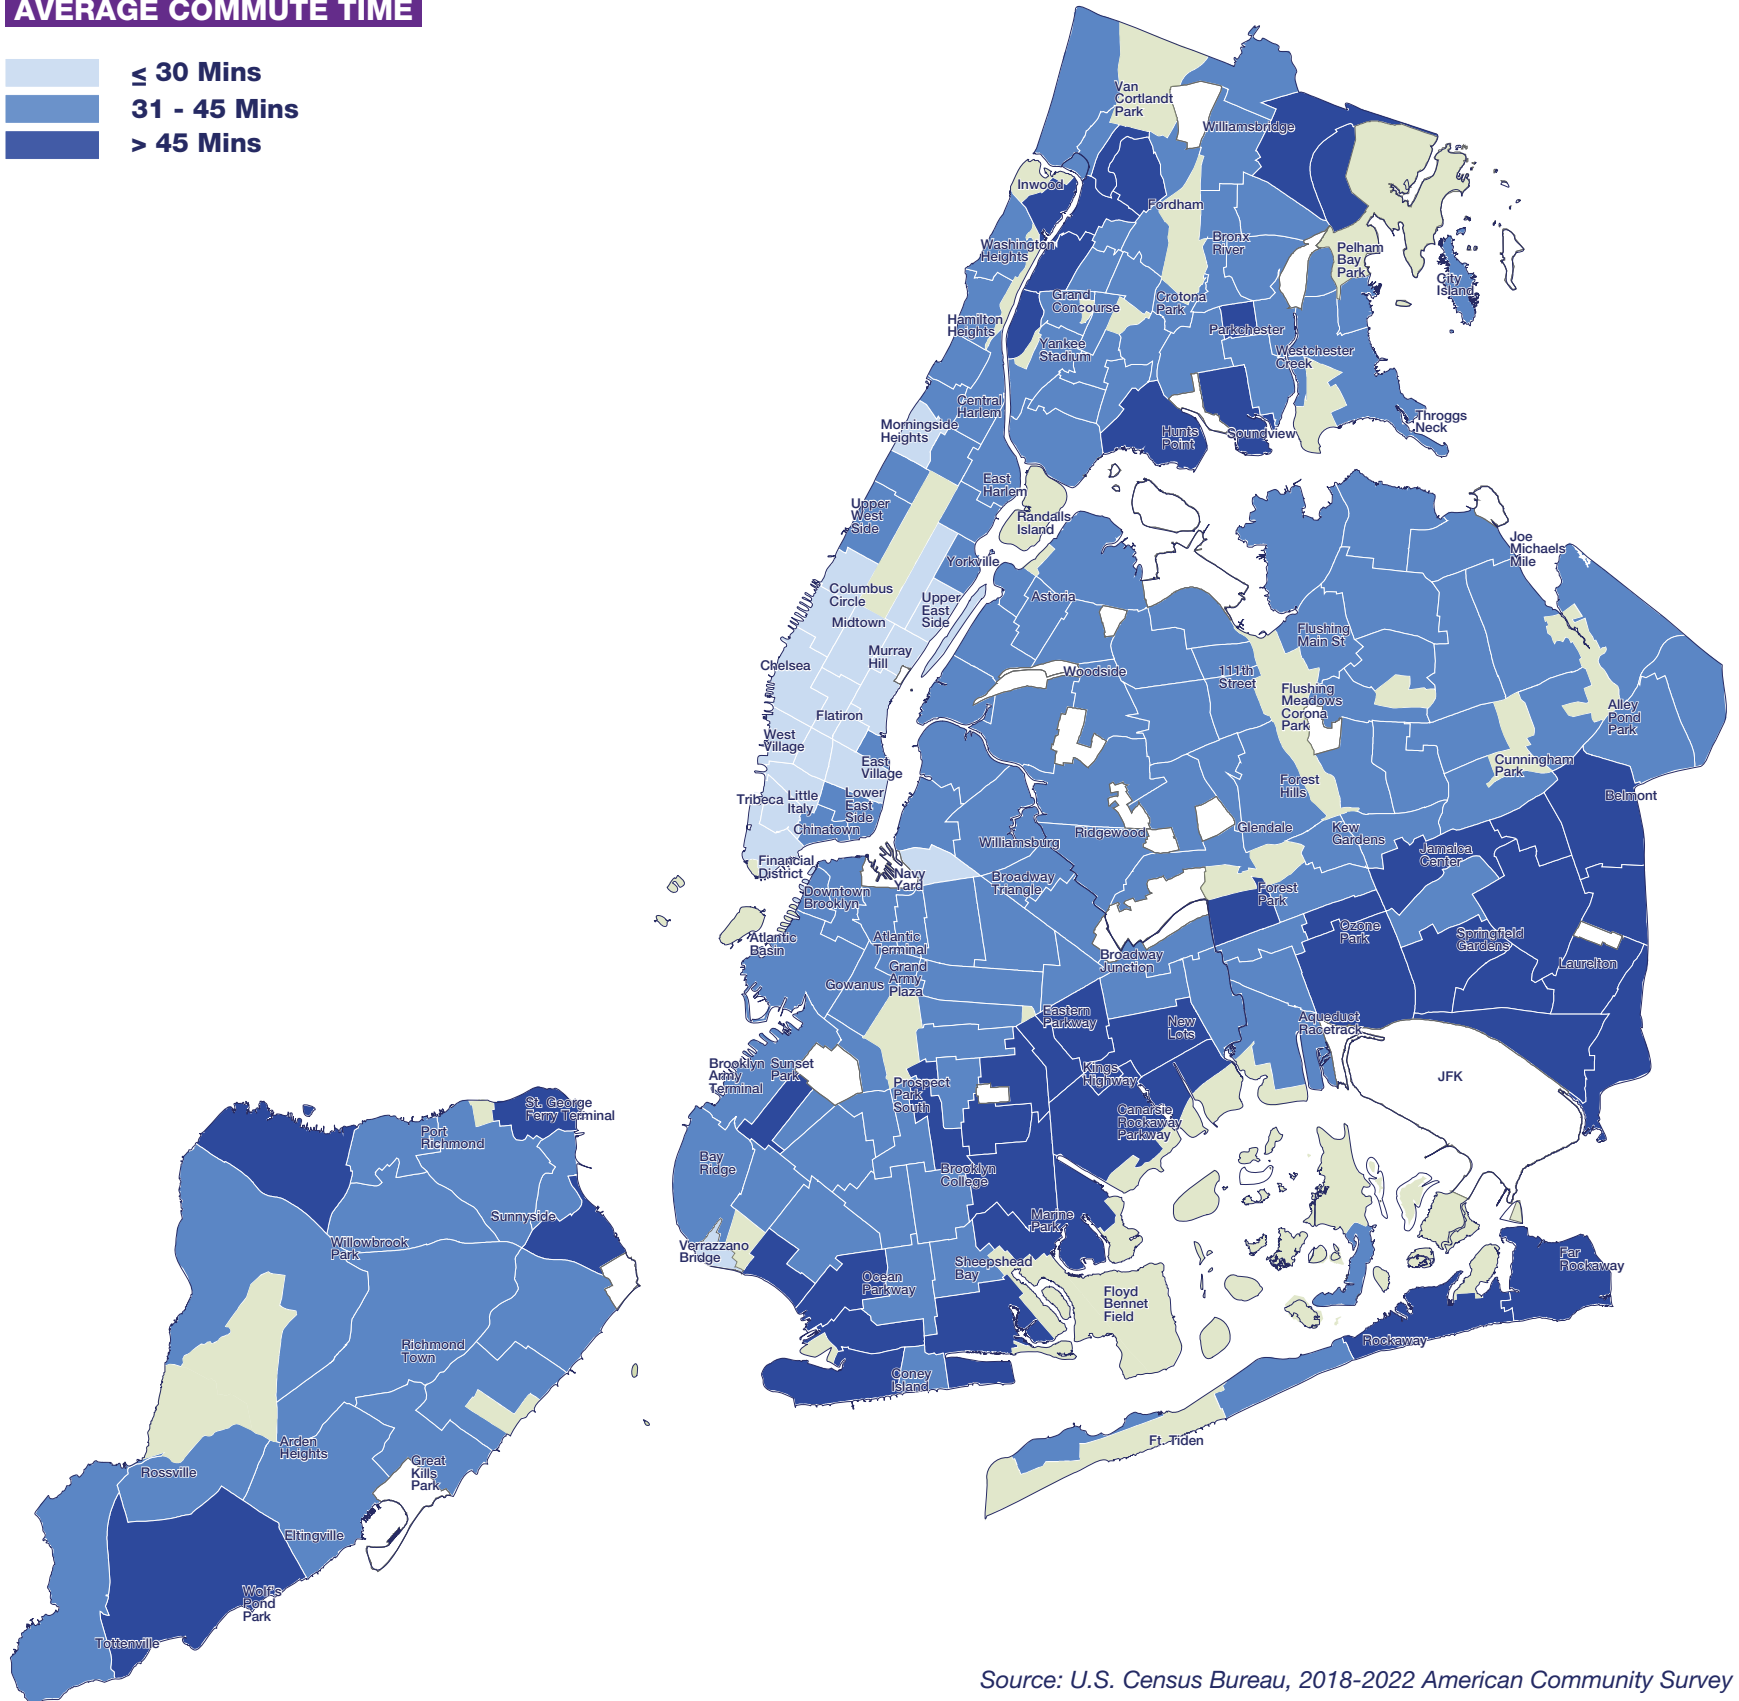 AVERAGE COMMUTE TIME
≤ 30 Mins
31 - 45 Mins
> 45 Mins
Van
Cortlandt
Park
Williamsbridge
Inwood
Fordham
Washington
Heights
Bronx
River
Pelham
Bay
Park
City
Island
Grand
Concourse
Crotona
Park
Hamilton
Heights
Parkchester
Yankee
Stadium
Westchester
Creek
Central
Harlem
Morningside
Heights
Throggs
Neck
Hunts
Point
Soundview
East
Harlem
Upper
West
Side
Randalls
Island
Joe
Michaels
Mile
Yorkville
Columbus
Circle
Upper
East
Side
Astoria
Midtown
Flushing
Main St
Murray
Hill
Chelsea
Woodside
111th
Street
Flushing
Meadows
Corona
Park
Flatiron
Alley
Pond
Park
West
Village
East
Village
Cunningham
Park
Forest
Hills
Belmont
Tribeca
Little
Italy
Lower
East
Side
Chinatown
Williamsburg
Ridgewood
Glendale
Kew
Gardens
Jamaica
Center
Financial
District
Navy
Yard
Broadway
Triangle
Downtown
Brooklyn
Forest
Park
Atlantic
Basin
Atlantic
Terminal
Ozone
Park
Springfield
Gardens
Broadway
Junction
Laurelton
Grand
Army
Plaza
Gowanus
Eastern
Parkway
New
Lots
Aqueduct
Racetrack
Brooklyn
Army
Terminal
Sunset
Park
Kings
Highway
JFK
Prospect
Park
South
Canarsie
Rockaway
Parkway
St. George
Ferry Terminal
Port
Richmond
Bay
Ridge
Brooklyn
College
Sunnyside
Marine
Park
Willowbrook
Park
Verrazzano
Bridge
Sheepshead
Bay
Far
Rockaway
Ocean
Parkway
Floyd
Bennet
Field
Richmond
Town
Rockaway
Coney
Island
Ft. Tiden
Arden
Heights
Great
Kills
Park
Rossville
Eltingville
Wolf's
Pond
Park
Tottenville
Source: U.S. Census Bureau, 2018-2022 American Community Survey